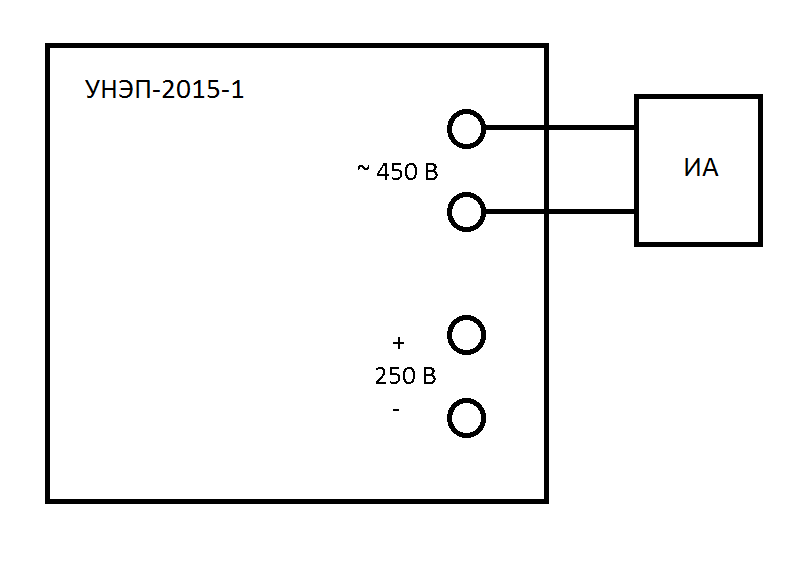 УНЭП-2015-1
~ 450 В
ИА
+
250 В
-